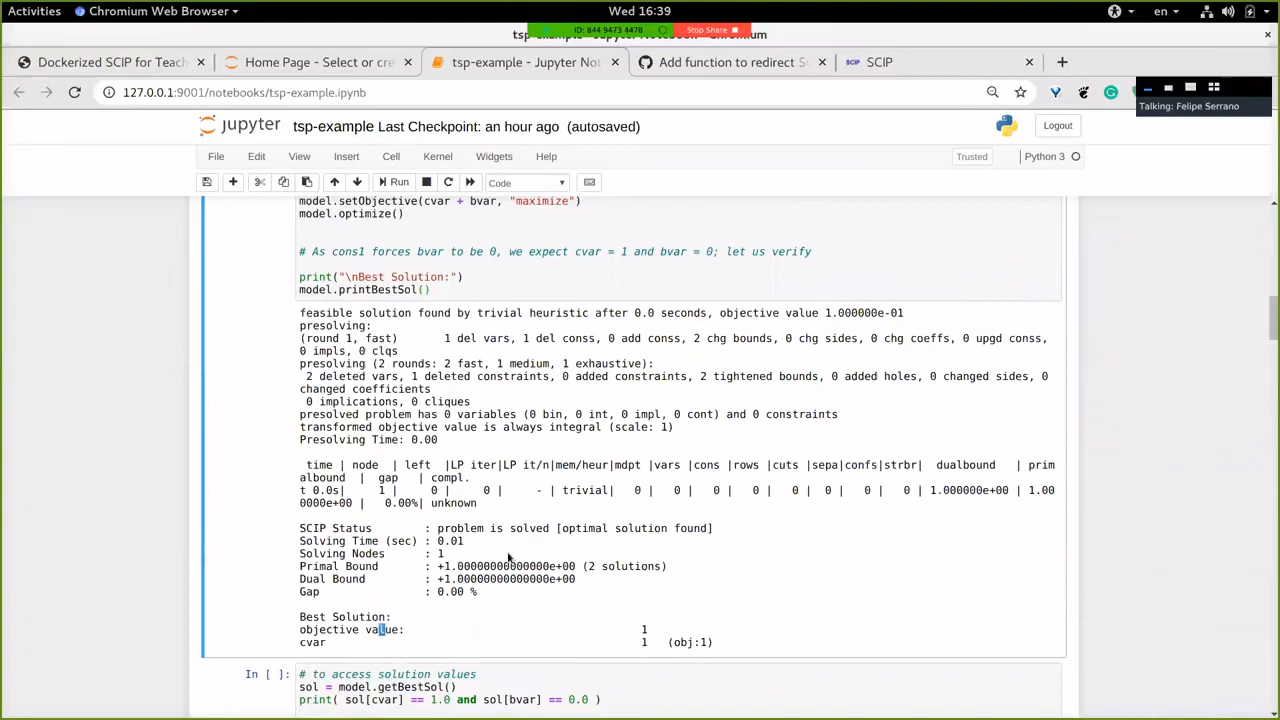 Activities
Chromium Web Browser
Wed 16:39
en
ID: 844 9473 4478
Stop Share
Dockerized SCIP for Teach
Home Page - Select or cre
tsp-example - Jupyter No
Add function to redirect S
SCIP
127.0.0.1:9001/notebooks/tsp-example.ipynb
Talking: Felipe Serrano
jupyter
tsp-example Last Checkpoint: an hour ago (autosaved)
Logout
File Edit View Insert Cell Kernel Widgets Help
Trusted
Python 3
Run
Code
model.setObjective(cvar + bvar, "maximize")
model.optimize()
# As cons1 forces bvar to be 0, we expect cvar = 1 and bvar = 0; let us verify
print("\nBest Solution:")
model.printBestSol()
feasible solution found by trivial heuristic after 0.0 seconds, objective value 1.000000e-01
presolving:
(round 1, fast)       1 del vars, 1 del conss, 0 add conss, 2 chg bounds, 0 chg sides, 0 chg coeffs, 0 upgd conss,
0 impls, 0 clqs
presolving (2 rounds: 2 fast, 1 medium, 1 exhaustive):
 2 deleted vars, 1 deleted constraints, 0 added constraints, 2 tightened bounds, 0 added holes, 0 changed sides, 0
changed coefficients
 0 implications, 0 cliques
presolved problem has 0 variables (0 bin, 0 int, 0 impl, 0 cont) and 0 constraints
transformed objective value is always integral (scale: 1)
Presolving Time: 0.00
 time | node  | left  |LP iter|LP it/n|mem/heur|mdpt |vars |cons |rows |cuts |sepa|confs|strbr|  dualbound   | prim
albound  |  gap   | compl.
t 0.0s|     1 |     0 |     0 |     - | trivial|   0 |   0 |   0 |   0 |   0 |  0 |   0 |   0 | 1.000000e+00 | 1.00
0000e+00 |   0.00%| unknown
SCIP Status        : problem is solved [optimal solution found]
Solving Time (sec) : 0.01
Solving Nodes      : 1
Primal Bound       : +1.00000000000000e+00 (2 solutions)
Dual Bound         : +1.00000000000000e+00
Gap                : 0.00 %
Best Solution:
objective value:                                      1
cvar                                                  1   (obj:1)
In [ ]:
# to access solution values
sol = model.getBestSol()
print( sol[cvar] == 1.0 and sol[bvar] == 0.0 )